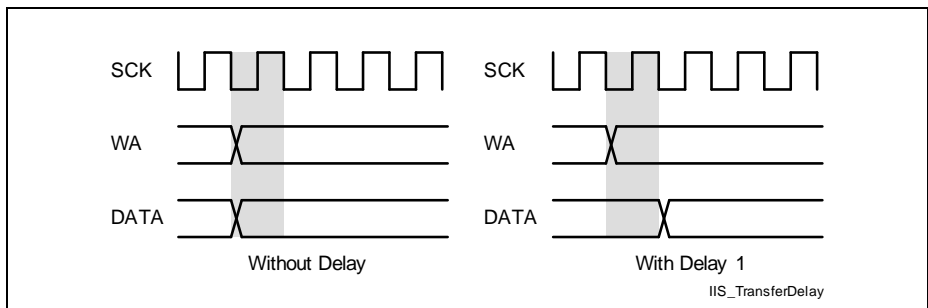 SCK
WA
DATA
Without Delay
SCK
WA
DATA
With Delay 1
IIS_TransferDelay